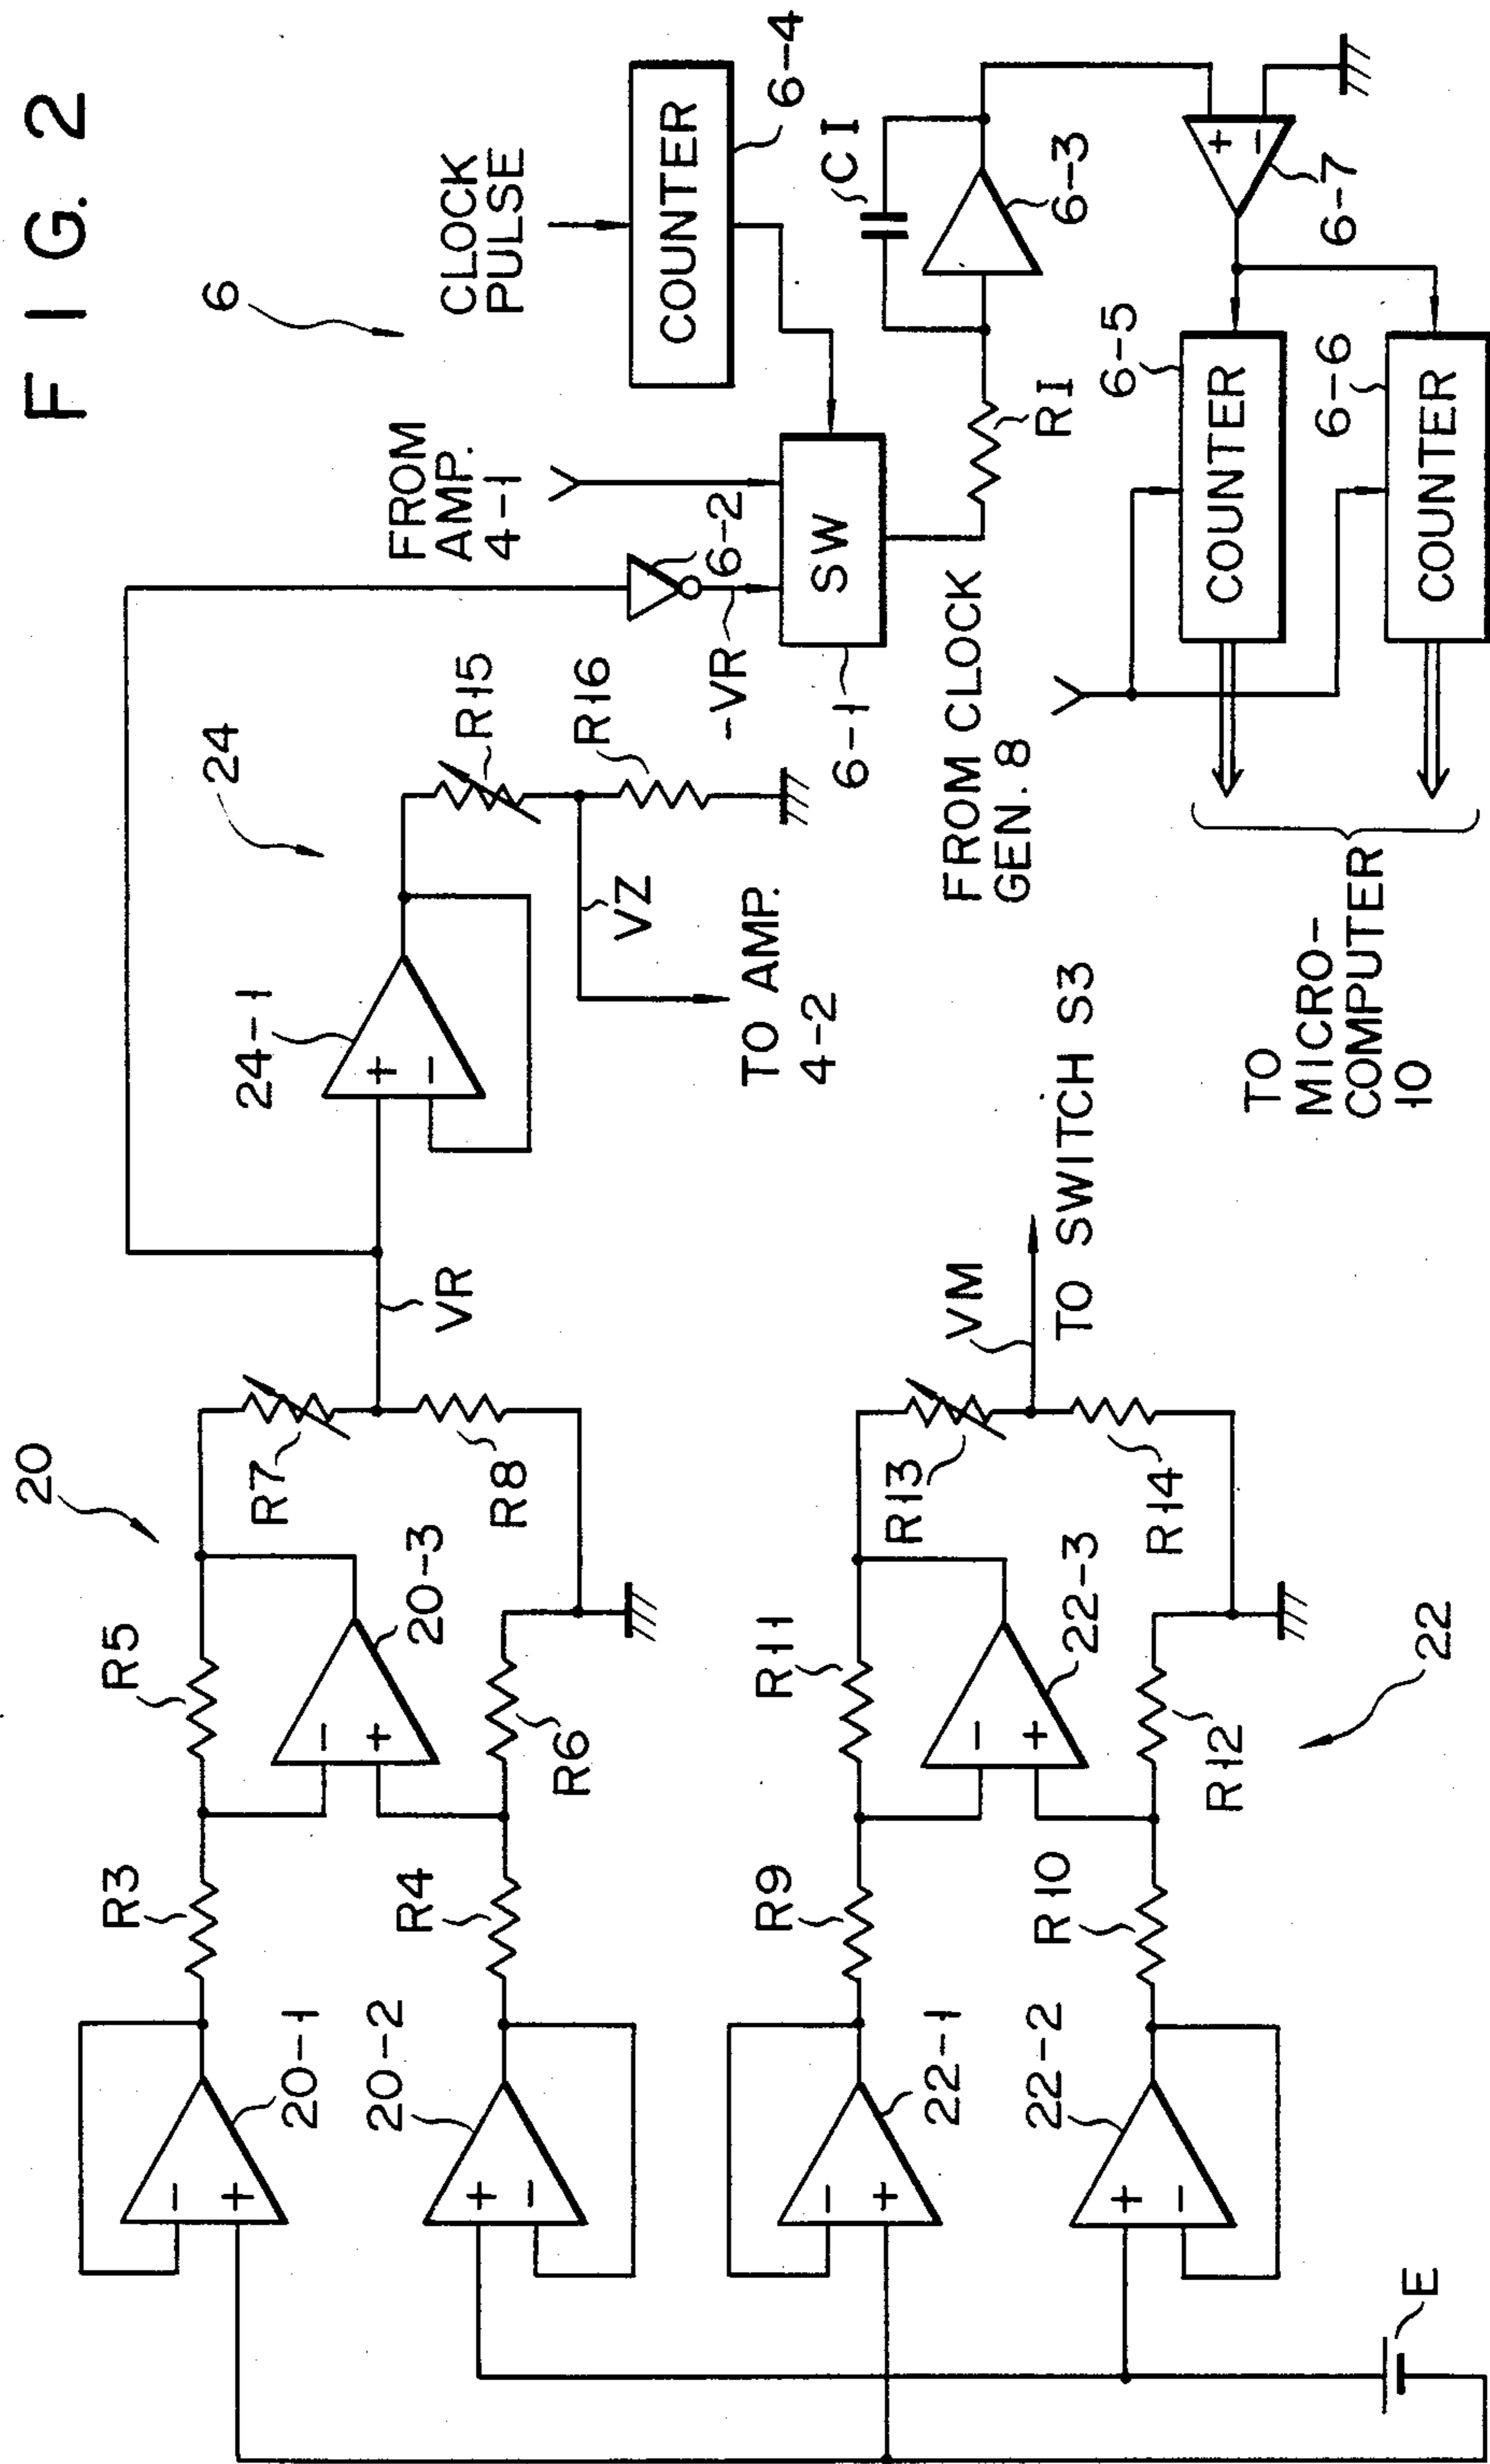 FIG. 2
20
R5
R3
20-1
-
+
20-2
+
-
R4
20-3
-
+
R6
R7
R8
VR
24
24-1
+
-
R15
R16
VZ
TO AMP.
4-2
6
CLOCK
PULSE
COUNTER
6-4
FROM
AMP.
4-1
6-2
-VR
SW
6-1
R1
C1
6-3
+
-
6-7
FROM CLOCK
GEN. 8
6-5
COUNTER
6-6
COUNTER
TO
MICRO-
COMPUTER
10
R11
R9
22-1
-
+
22-2
+
-
R10
22-3
-
+
R12
R13
R14
VM
TO SWITCH S3
22
E